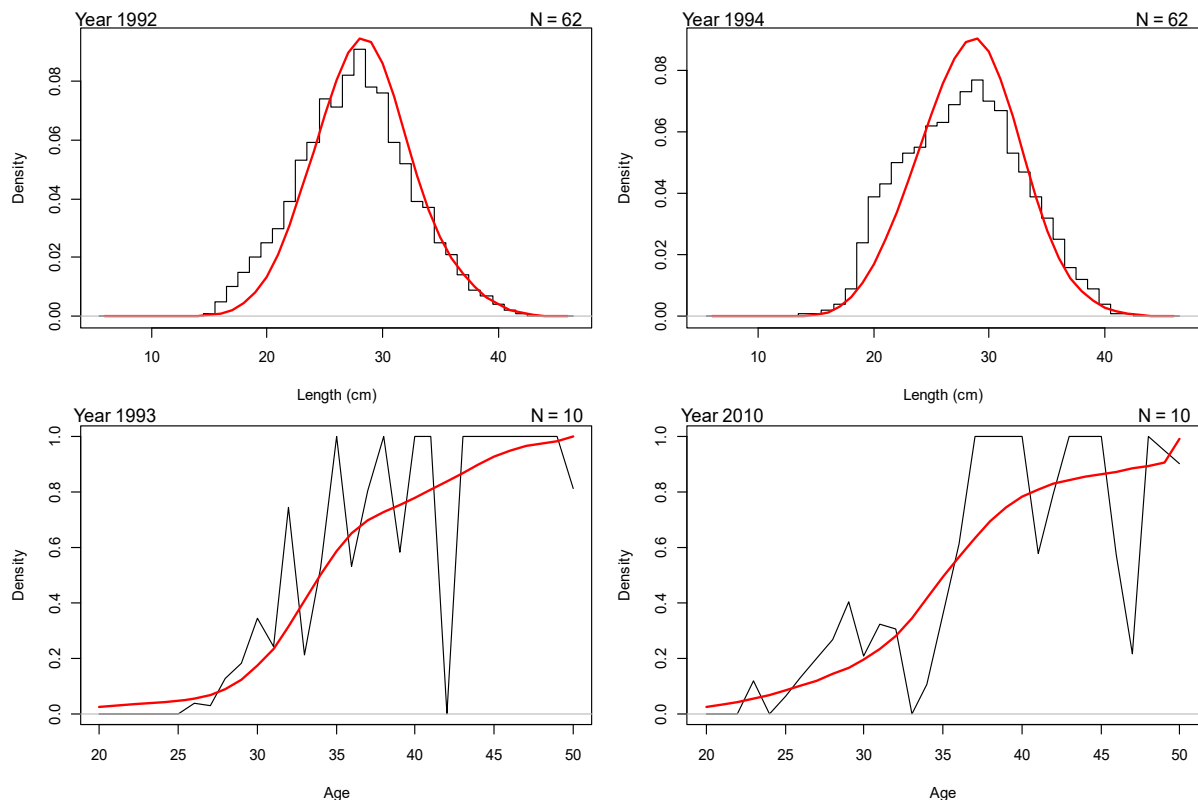 Year 1992 N = 62
Density
0.00 0.02 0.04 0.06 0.08
10 20 30 40
Length (cm)
Year 1994 N = 62
Density
0.00 0.02 0.04 0.06 0.08
10 20 30 40
Length (cm)
Year 1993 N = 10
Density
0.0 0.2 0.4 0.6 0.8 1.0
20 25 30 35 40 45 50
Age
Year 2010 N = 10
Density
0.0 0.2 0.4 0.6 0.8 1.0
20 25 30 35 40 45 50
Age